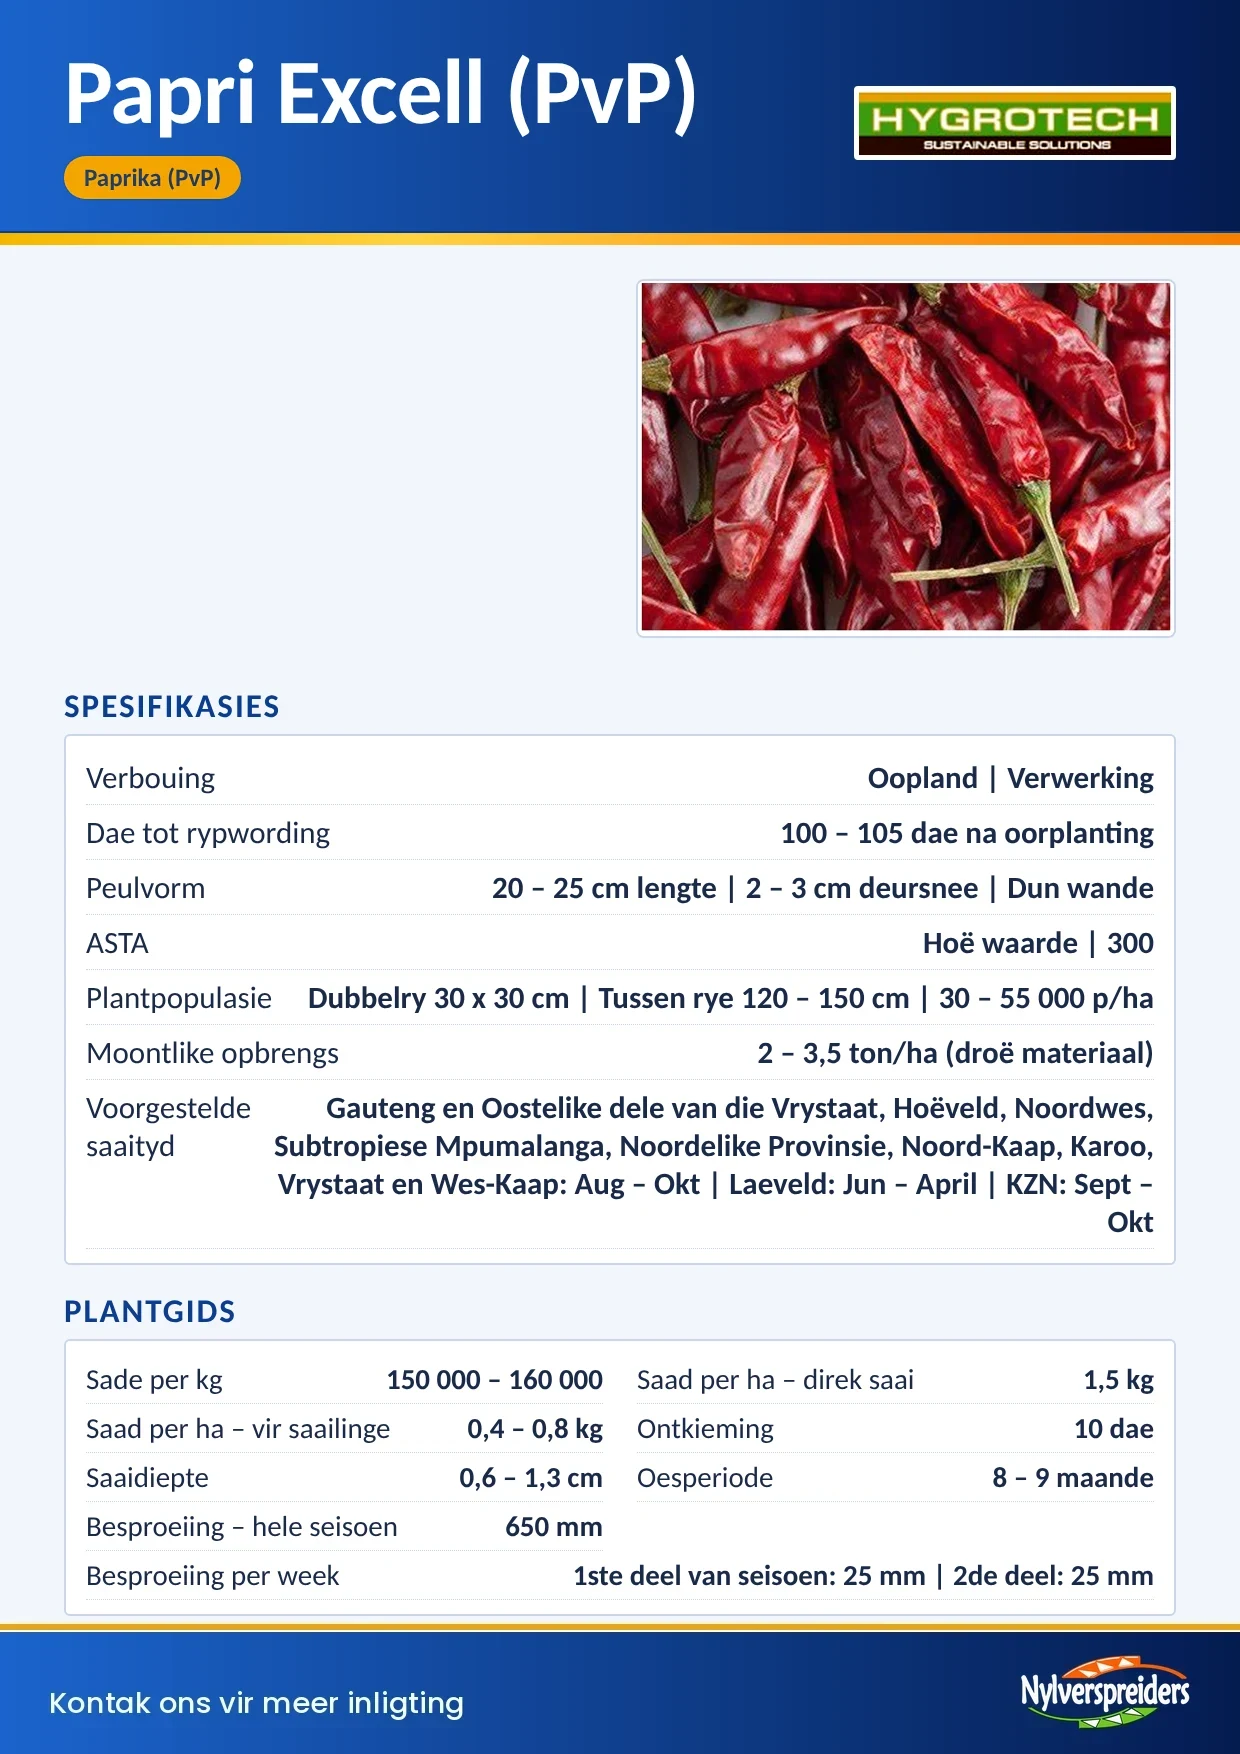 Papri Excell (PvP)
Paprika (PvP)
HYGROTECH
SUSTAINABLE SOLUTIONS
SPESIFIKASIES
Verbouing Oopland | Verwerking
Dae tot rypwording 100 – 105 dae na oorplanting
Peulvorm 20 – 25 cm lengte | 2 – 3 cm deursnee | Dun wande
ASTA Hoë waarde | 300
Plantpopulasie Dubbelry 30 x 30 cm | Tussen rye 120 – 150 cm | 30 – 55 000 p/ha
Moontlike opbrengs 2 – 3,5 ton/ha (droë materiaal)
Voorgestelde Gauteng en Oostelike dele van die Vrystaat, Hoëveld, Noordwes,
saaityd Subtropiese Mpumalanga, Noordelike Provinsie, Noord-Kaap, Karoo,
Vrystaat en Wes-Kaap: Aug – Okt | Laeveld: Jun – April | KZN: Sept –
Okt
PLANTGIDS
Sade per kg 150 000 – 160 000 Saad per ha – direk saai 1,5 kg
Saad per ha – vir saailinge 0,4 – 0,8 kg Ontkieming 10 dae
Saaidiepte 0,6 – 1,3 cm Oesperiode 8 – 9 maande
Besproeiing – hele seisoen 650 mm
Besproeiing per week 1ste deel van seisoen: 25 mm | 2de deel: 25 mm
Kontak ons vir meer inligting
Nylverspreiders